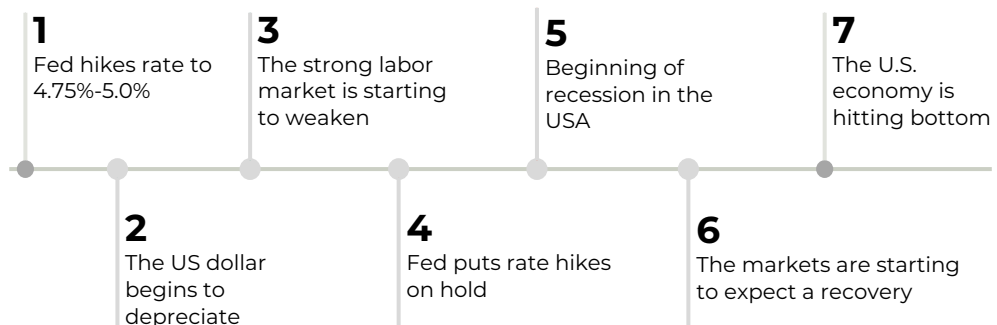 1
Fed hikes rate to
4.75%-5.0%
2
The US dollar
begins to
depreciate
3
The strong labor
market is starting
to weaken
4
Fed puts rate hikes
on hold
5
Beginning of
recession in the
USA
6
The markets are starting
to expect a recovery
7
The U.S.
economy is
hitting bottom